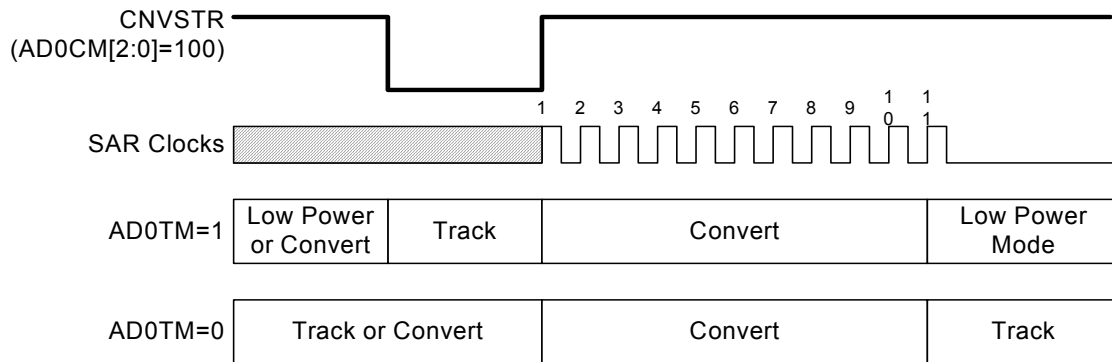 CNVSTR
(AD0CM[2:0]=100)
1 2 3 4 5 6 7 8 9 10 11
SAR Clocks
AD0TM=1
Low Power
or Convert
Track
Convert
Low Power
Mode
AD0TM=0
Track or Convert
Convert
Track